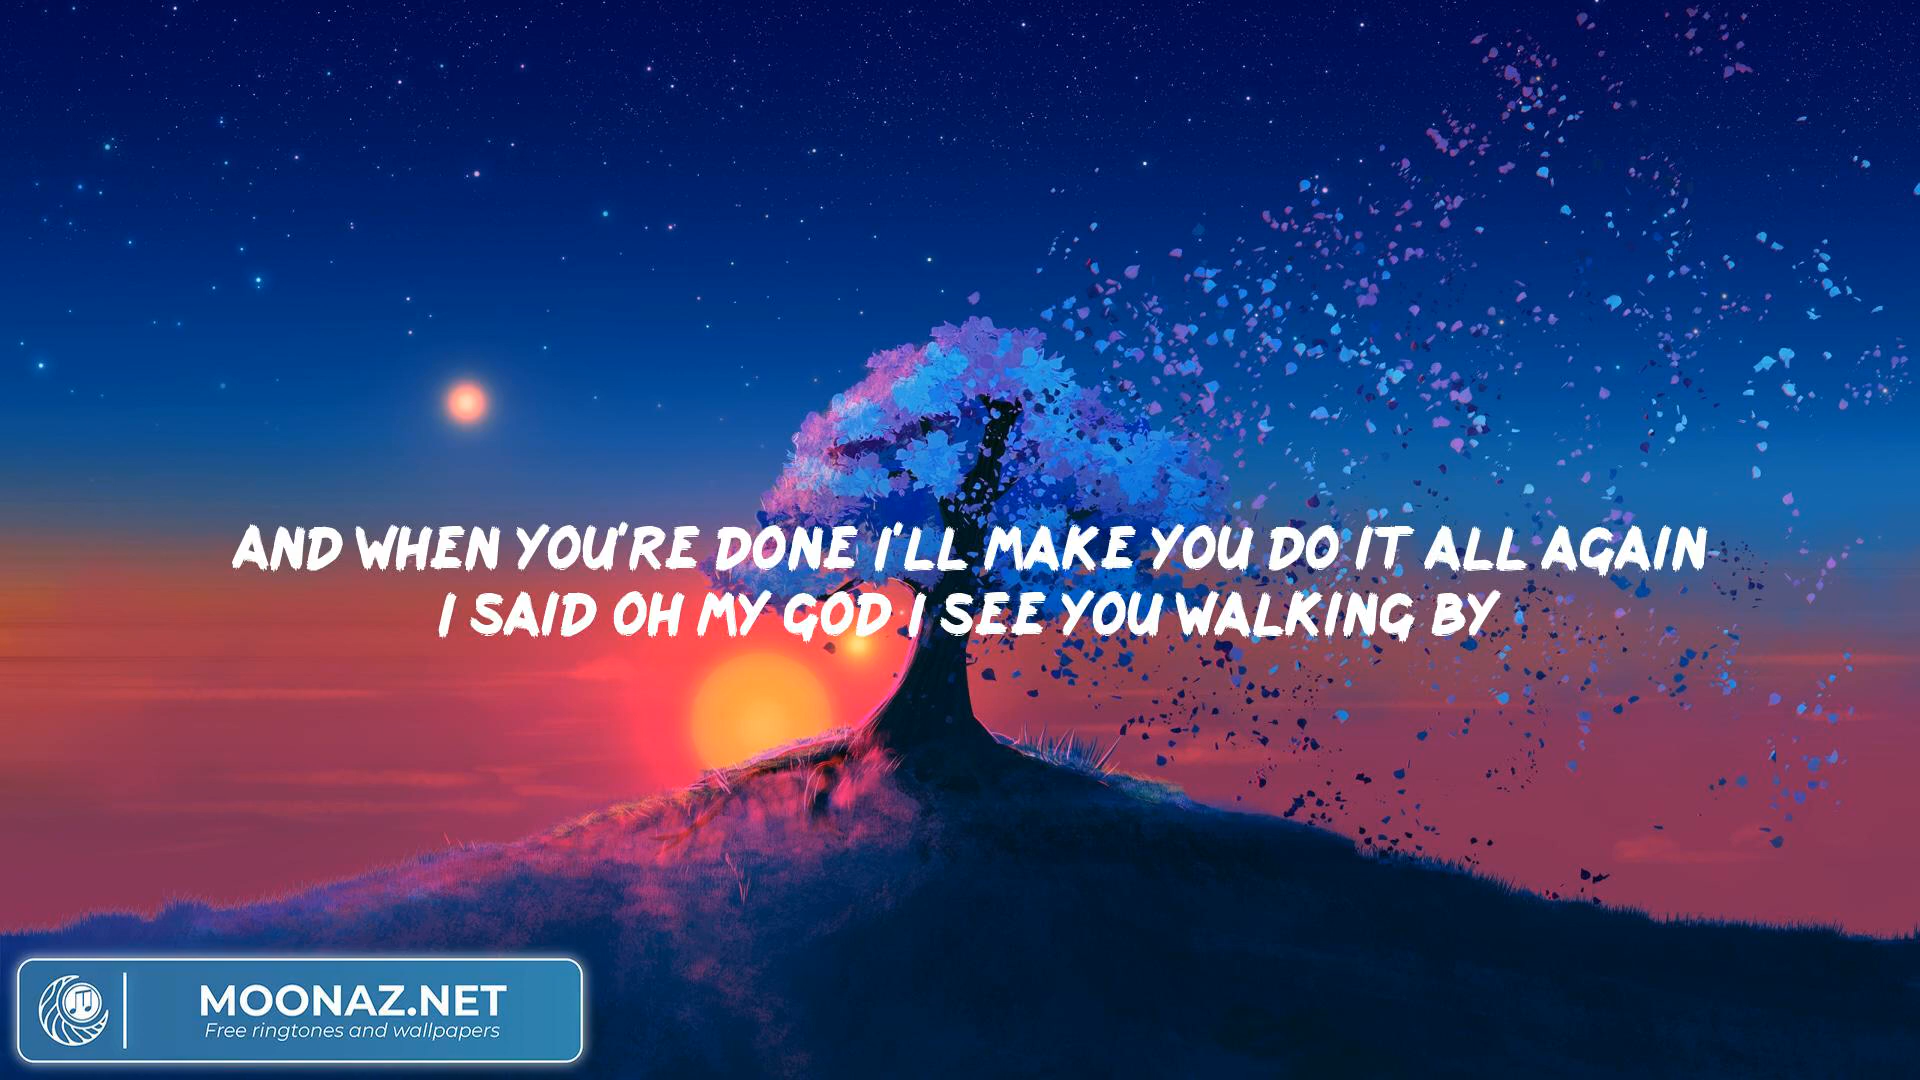 AND WHEN YOU'RE DONE I'LL MAKE YOU DO IT ALL AGAIN
I SAID OH MY GOD I SEE YOU WALKING BY
MOONAZ.NET
Free ringtones and wallpapers